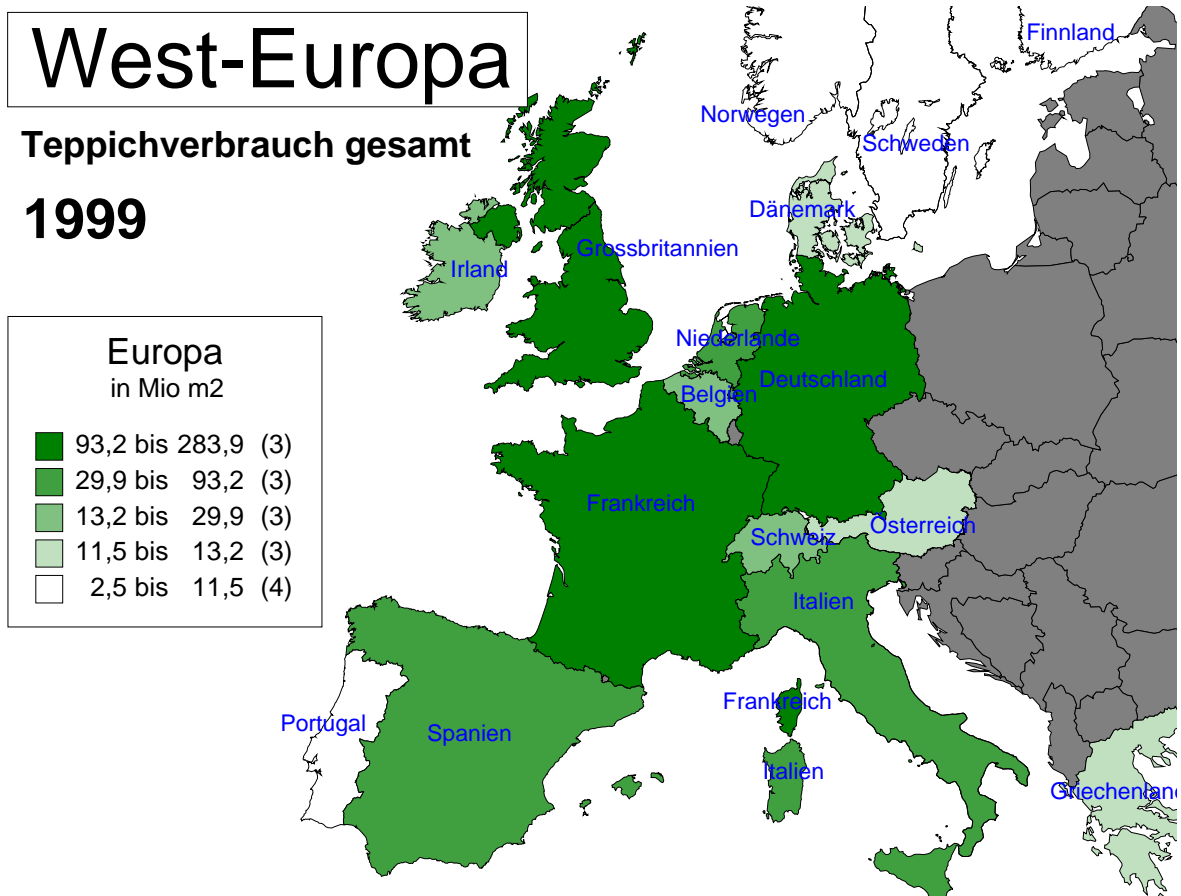 West-Europa
Teppichverbrauch gesamt
1999
Europa
in Mio m2
93,2 bis 283,9 (3)
29,9 bis 93,2 (3)
13,2 bis 29,9 (3)
11,5 bis 13,2 (3)
2,5 bis 11,5 (4)
Finnland
Norwegen
Schweden
Dänemark
Grossbritannien
Irland
Niederlande
Deutschland
Belgien
Frankreich
Österreich
Schweiz
Italien
Frankreich
Portugal
Spanien
Italien
Griechenland